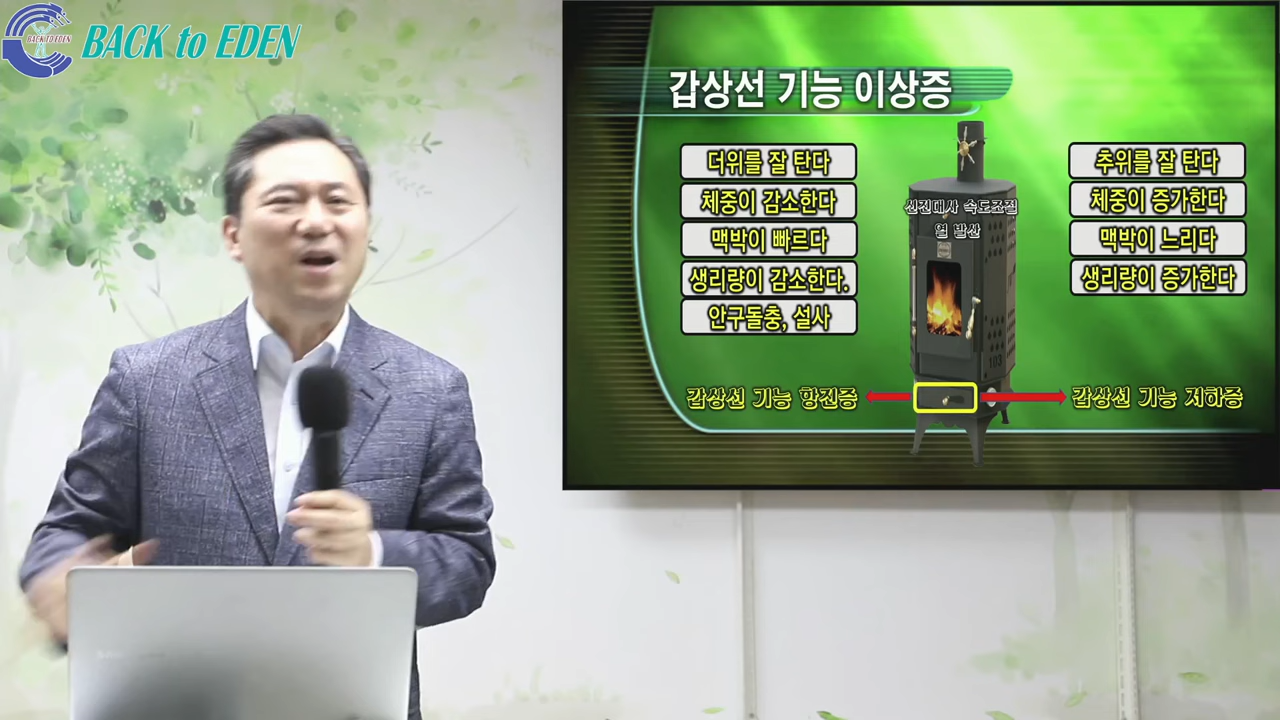 BACK TO EDEN
BACK to EDEN
갑상선 기능 이상증
더위를 잘 탄다
체중이 감소한다
맥박이 빠르다
생리량이 감소한다.
안구돌충, 설사
신진대사 속도조절
열 발산
103
추위를 잘 탄다
체중이 증가한다
맥박이 느리다
생리량이 증가한다
갑상선 기능 항진증
갑상선 기능 저하증